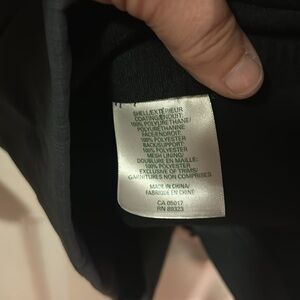 SHELL/EXTÉRIEUR
COATING/ENDUIT:
100% POLYURETHANE/
POLYURÉTHANNE
FACE/ENDROIT:
100% POLYESTER
BACK/SUPPORT:
100% POLYESTER
MESH LINING/
DOUBLURE EN MAILLE:
100% POLYESTER
EXCLUSIVE OF TRIMS/
GARNITURES NON COMPRISES
MADE IN CHINA/
FABRIQUÉ EN CHINE
CA 05017
RN 89323